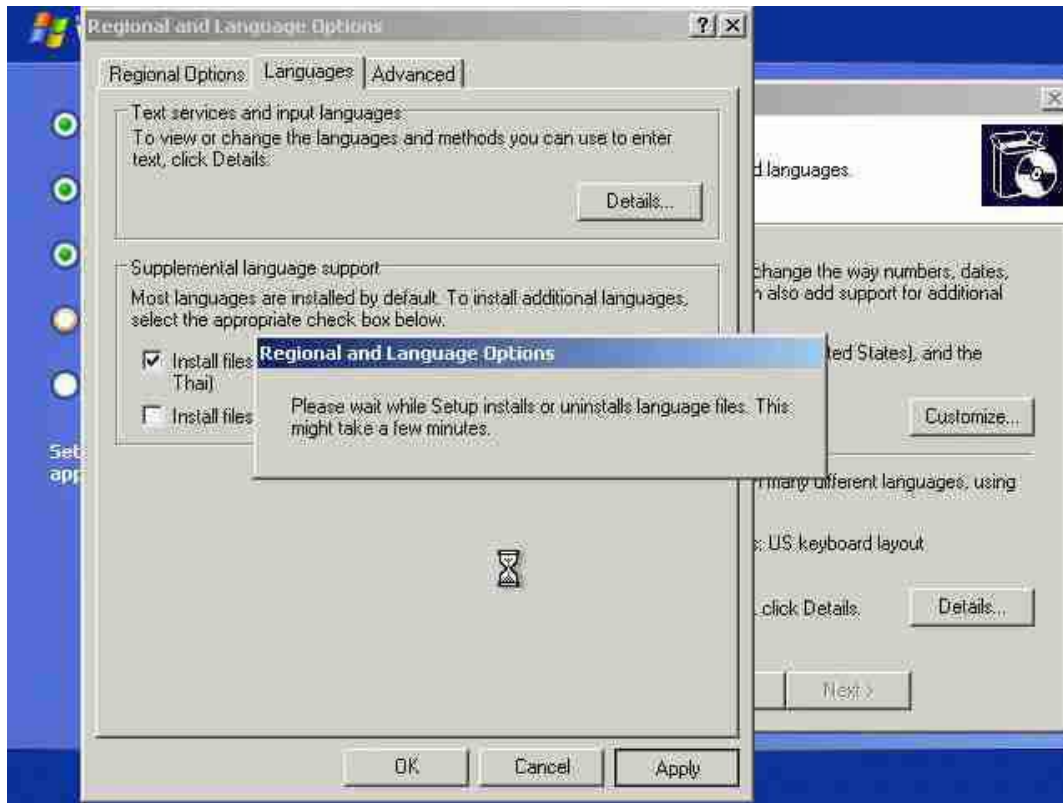 Regional and Language Options
Regional Options Languages Advanced
Text services and input languages
To view or change the languages and methods you can use to enter
text, click Details.
Details...
Supplemental language support
Most languages are installed by default. To install additional languages,
select the appropriate check box below.
Install files
Thai)
Install files
Regional and Language Options
Please wait while Setup installs or uninstalls language files. This
might take a few minutes.
OK Cancel Apply
d languages.
change the way numbers, dates,
also add support for additional
ted States), and the
Customize...
many different languages, using
s: US keyboard layout
click Details.
Details...
Next >
Set
app